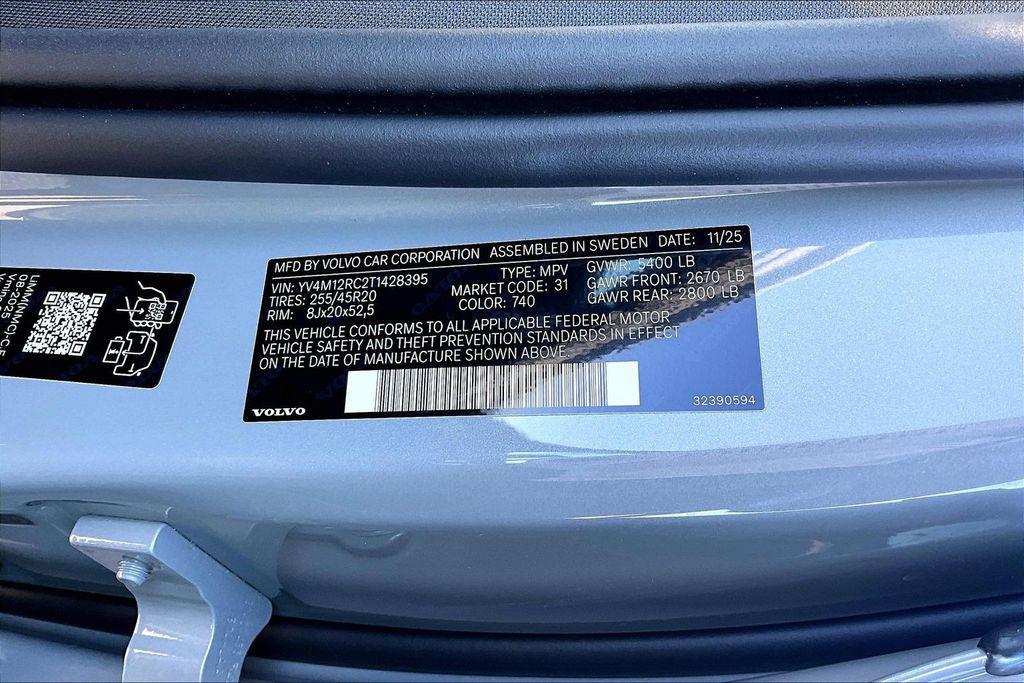 MFD BY VOLVO CAR CORPORATION ASSEMBLED IN SWEDEN DATE: 11/25
VIN: YV4M12RC2T1428395 TYPE: MPV GVWR: 5400 LB
TIRES: 255/45R20 MARKET CODE: 31 GAWR FRONT: 2670 LB
RIM: 8Jx20x52,5 COLOR: 740 GAWR REAR: 2800 LB
THIS VEHICLE CONFORMS TO ALL APPLICABLE FEDERAL MOTOR
VEHICLE SAFETY AND THEFT PREVENTION STANDARDS IN EFFECT
ON THE DATE OF MANUFACTURE SHOWN ABOVE.
VOLVO
32390594
08-2025